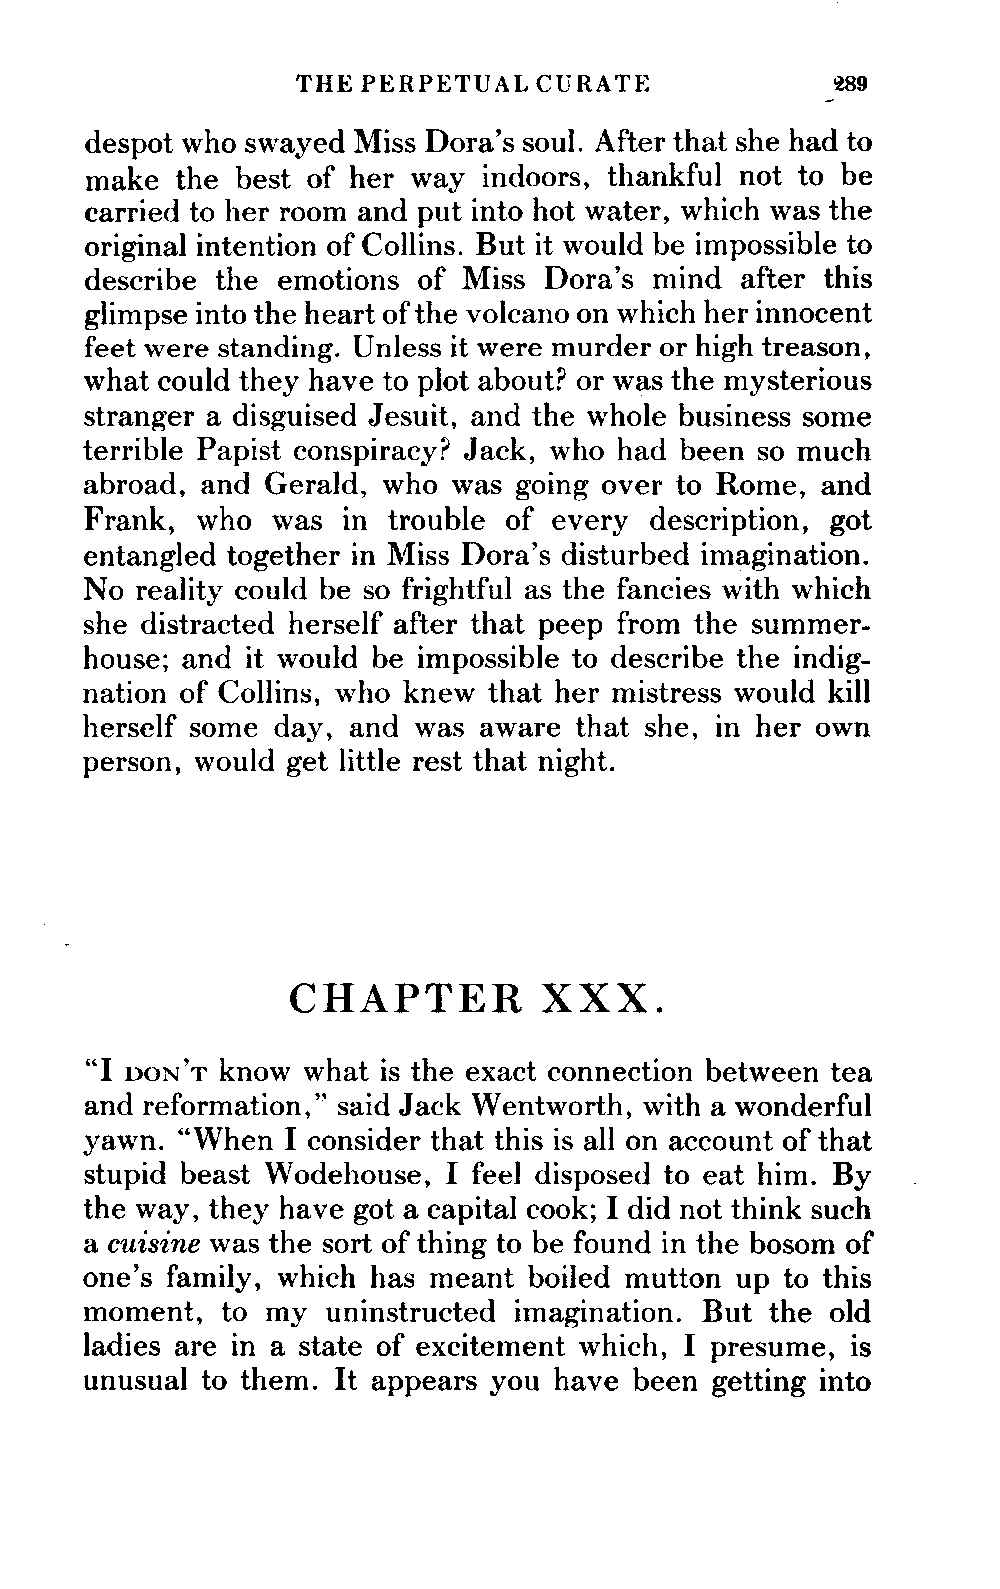 THE PERPETUAL CURATE 289
despot who swayed Miss Dora's soul. After that she had to
make the best of her way indoors, thankful not to be
carried to her room and put into hot water, which was the
original intention of Collins. But it would be impossible to
describe the emotions of Miss Dora's mind after this
glimpse into the heart of the volcano on which her innocent
feet were standing. Unless it were murder or high treason,
what could they have to plot about? or was the mysterious
stranger a disguised Jesuit, and the whole business some
terrible Papist conspiracy? Jack, who had been so much
abroad, and Gerald, who was going over to Rome, and
Frank, who was in trouble of every description, got
entangled together in Miss Dora's disturbed imagination.
No reality could be so frightful as the fancies with which
she distracted herself after that peep from the summer-
house; and it would be impossible to describe the indig-
nation of Collins, who knew that her mistress would kill
herself some day, and was aware that she, in her own
person, would get little rest that night.
CHAPTER XXX.
"I DON'T know what is the exact connection between tea
and reformation," said Jack Wentworth, with a wonderful
yawn. "When I consider that this is all on account of that
stupid beast Wodehouse, I feel disposed to eat him. By
the way, they have got a capital cook; I did not think such
a cuisine was the sort of thing to be found in the bosom of
one's family, which has meant boiled mutton up to this
moment, to my uninstructed imagination. But the old
ladies are in a state of excitement which, I presume, is
unusual to them. It appears you have been getting into